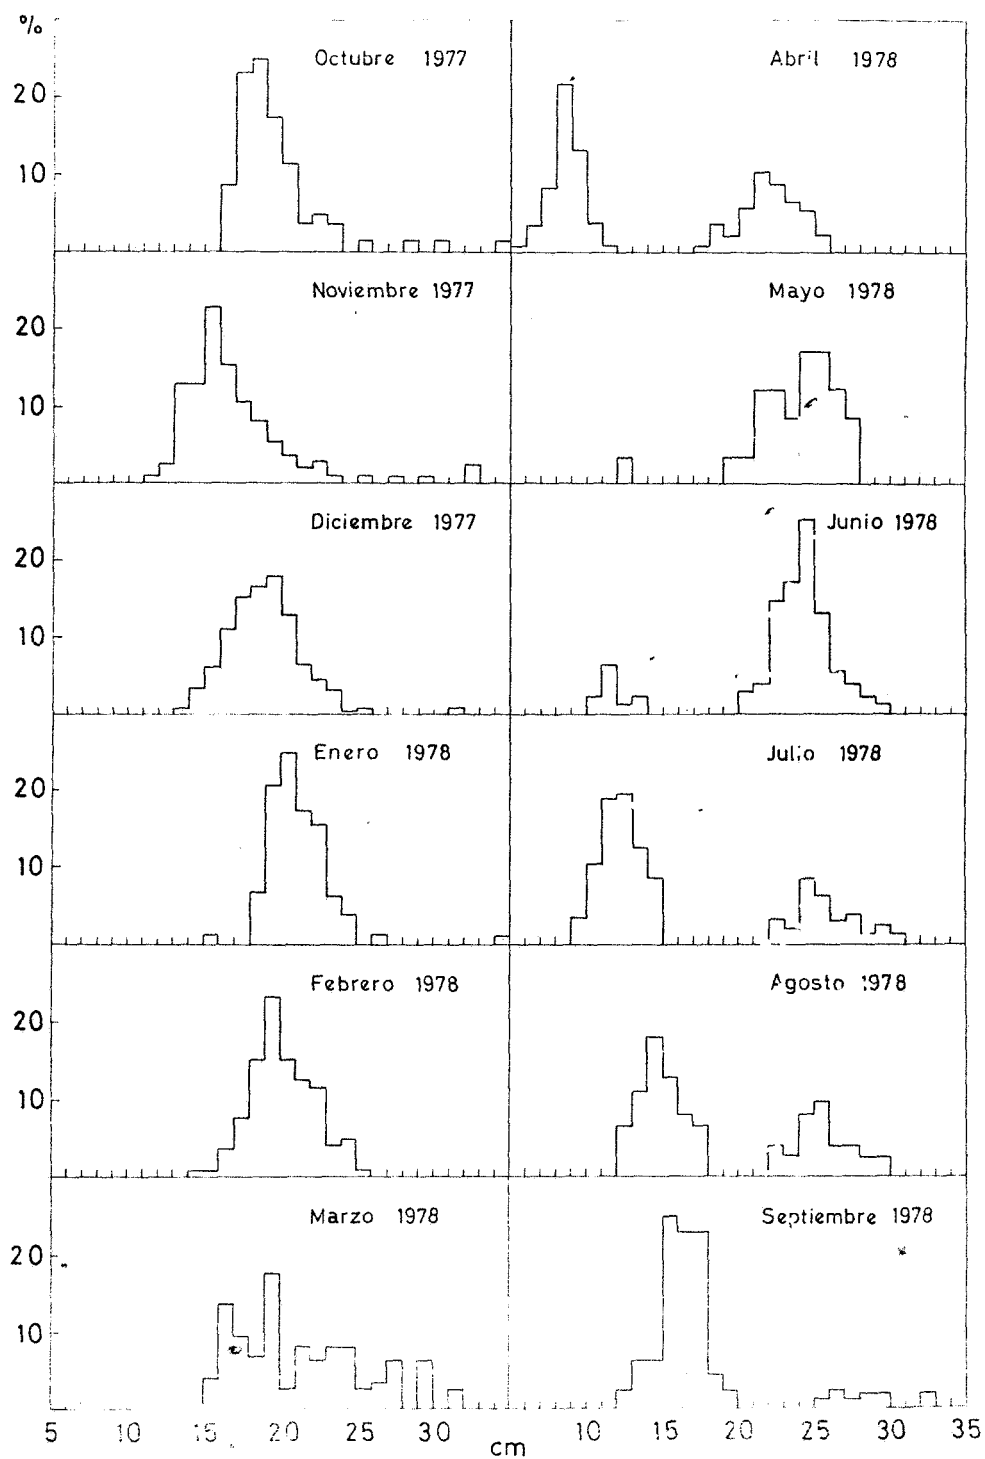 %
Octubre 1977
Abril 1978
20
10
Noviembre 1977
Mayo 1978
20
10
Diciembre 1977
Junio 1978
20
10
Enero 1978
Julio 1978
20
10
Febrero 1978
Agosto 1978
20
10
Marzo 1978
Septiembre 1978
20
10
5 10 15 20 25 30 10 15 20 25 30 35
cm